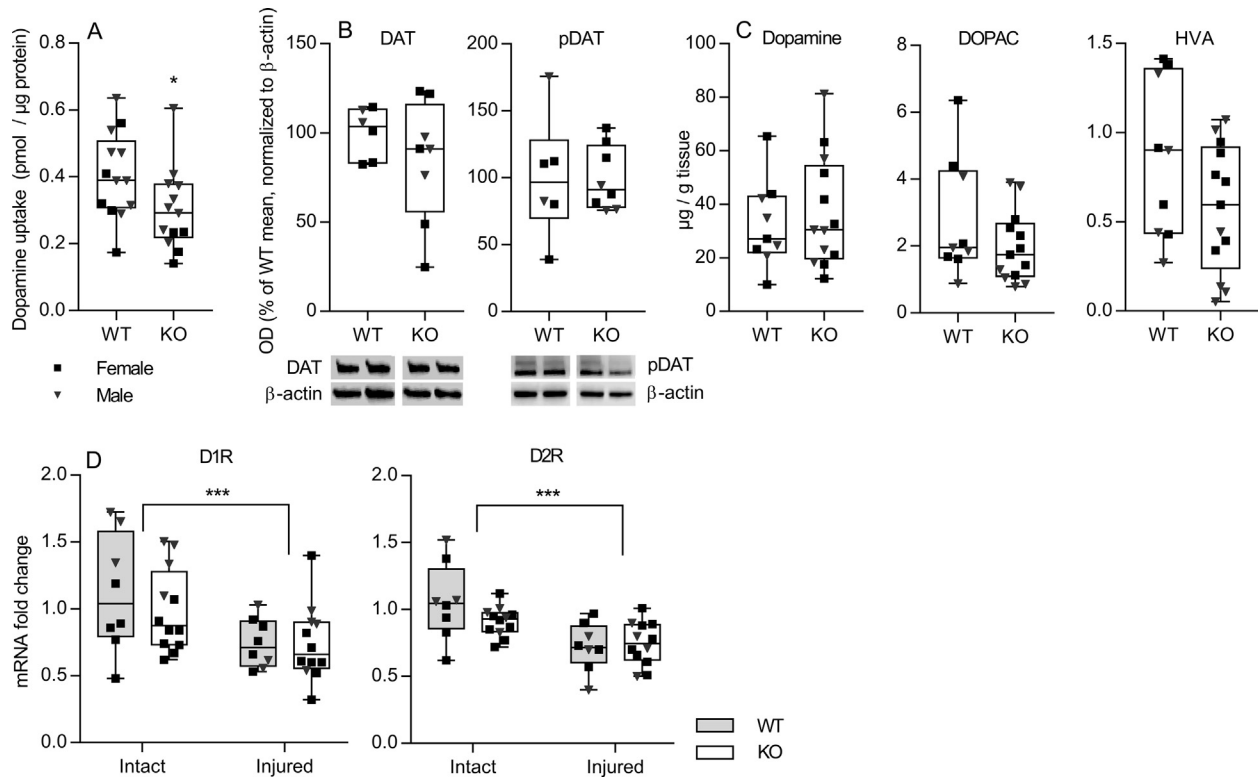 A
Dopamine uptake (pmol / μg protein)
0.8
0.6
0.4
0.2
0.0
*
WT KO
Female
Male
B
OD (% of WT mean, normalized to β-actin)
DAT
150
100
50
0
WT KO
pDAT
200
150
100
50
0
WT KO
DAT
β-actin
pDAT
β-actin
C
μg / g tissue
Dopamine
100
80
60
40
20
0
WT KO
DOPAC
8
6
4
2
0
WT KO
HVA
1.5
1.0
0.5
0.0
WT KO
D
mRNA fold change
D1R
2.0
1.5
1.0
0.5
0.0
***
Intact Injured
D2R
2.0
1.5
1.0
0.5
0.0
***
Intact Injured
WT
KO